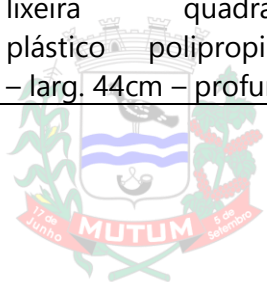 lixeira quadra
plástico polipropi
– larg. 44cm – profu
17 de Junho
MUTUM
5 de Setembro